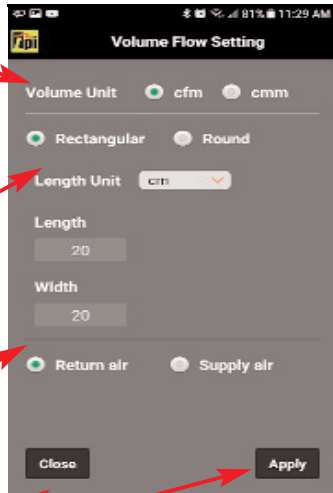 81% 11:29 AM
TPI Volume Flow Setting
Volume Unit cfm cmm
Rectangular Round
Length Unit cm
Length
20
Width
20
Return air Supply air
Close Apply